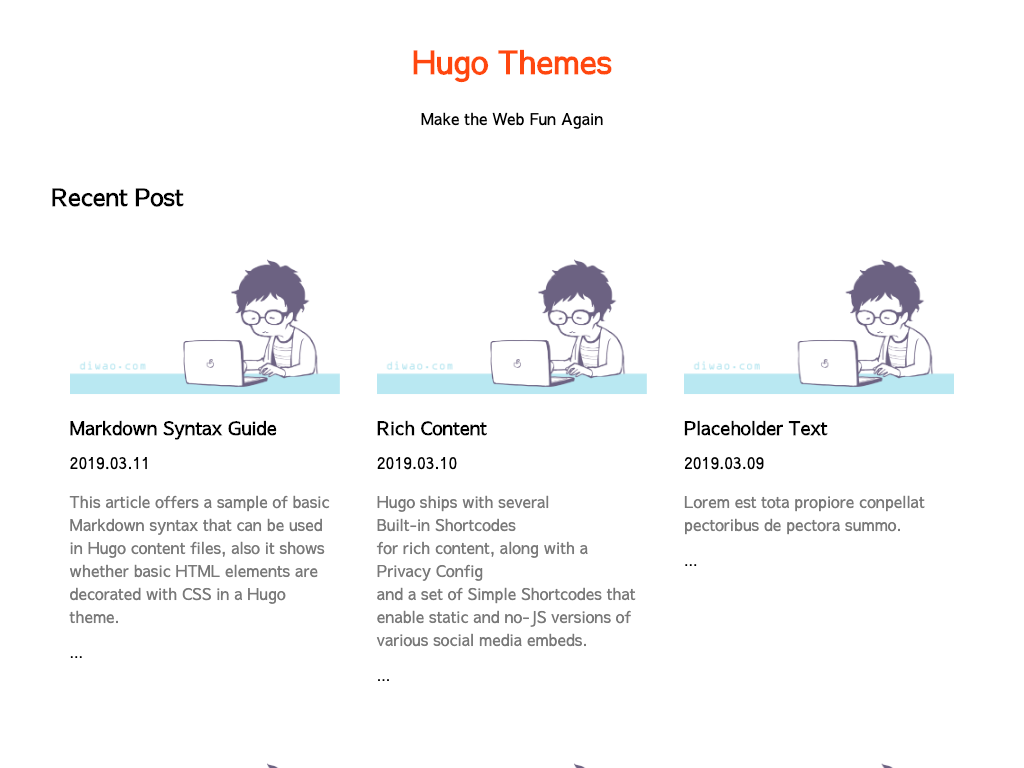 Hugo Themes
Make the Web Fun Again
Recent Post
diwao.com
diwao.com
diwao.com
Markdown Syntax Guide
2019.03.11
This article offers a sample of basic
Markdown syntax that can be used
in Hugo content files, also it shows
whether basic HTML elements are
decorated with CSS in a Hugo
theme.
...
Rich Content
2019.03.10
Hugo ships with several
Built-in Shortcodes
for rich content, along with a
Privacy Config
and a set of Simple Shortcodes that
enable static and no-JS versions of
various social media embeds.
...
Placeholder Text
2019.03.09
Lorem est tota propiore conpellat
pectoribus de pectora summo.
...